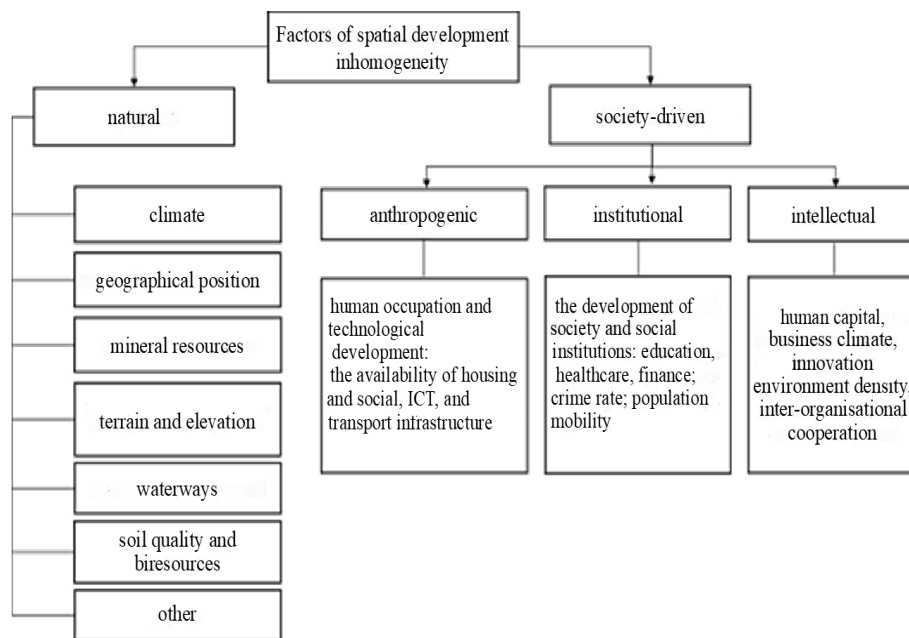 Factors of spatial development
inhomogeneity
natural
society-driven
climate
geographical position
mineral resources
terrain and elevation
waterways
soil quality and
biresources
other
anthropogenic
institutional
intellectual
human occupation and
technological
development:
the availability of housing
and social, ICT, and
transport infrastructure
the development of
society and social
institutions: education,
healthcare, finance;
crime rate; population
mobility
human capital,
business climate,
innovation
environment density,
inter-organisational
cooperation